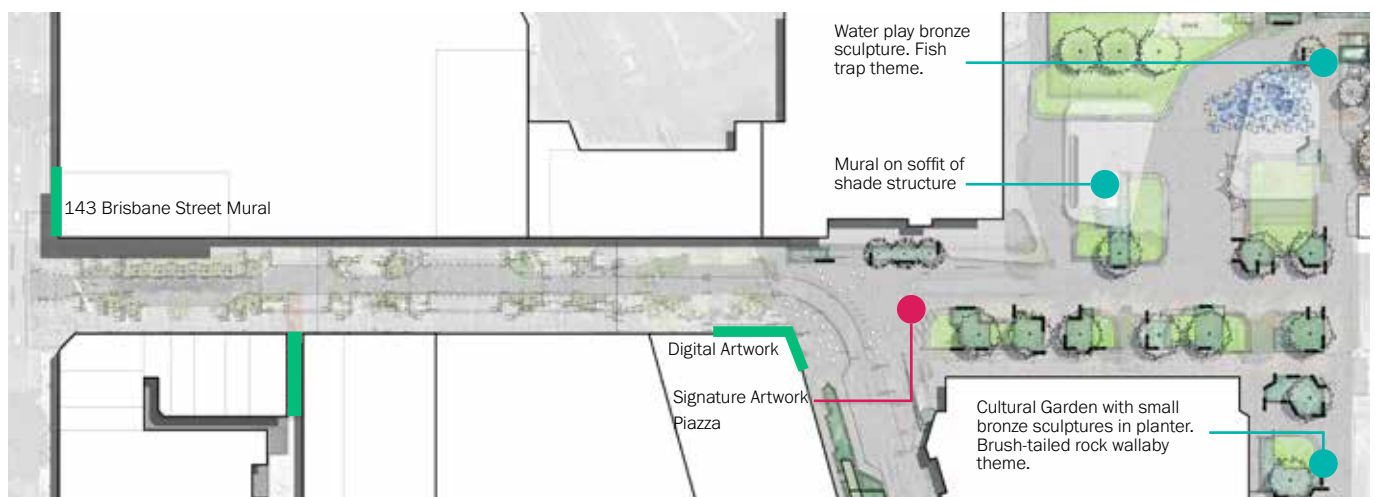 Water play bronze
sculpture. Fish
trap theme.
Mural on soffit of
shade structure
143 Brisbane Street Mural
Digital Artwork
Signature Artwork
Piazza
Cultural Garden with small
bronze sculptures in planter.
Brush-tailed rock wallaby
theme.